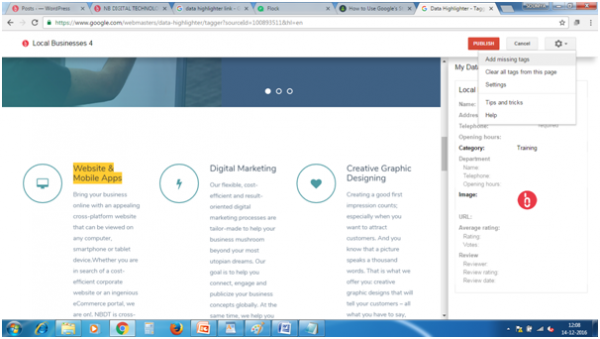 Posts — WordPress
NB DIGITAL TECHNOLO
data highlighter link - G
Flock
How to Use Google's S
Data Highlighter - Tagg
https://www.google.com/webmasters/data-highlighter/tagger?sourceId=100893511&hl=en
Local Businesses 4
PUBLISH
Cancel
Add missing tags
Clear all tags from this page
Settings
Tips and tricks
Help
My Da
Local
Name:
Addre
Telephone:
Opening hours:
Category: Training
Department
Name:
Telephone:
Opening hours:
Image:
URL:
Average rating:
Rating:
Votes:
Review
Reviewer:
Review rating:
Review date:
Website &
Mobile Apps
Bring your business
online with an appealing
cross-platform website
that can be viewed on
any computer,
smartphone or tablet
device.Whether you are
in search of a cost-
efficient corporate
website or an ingenious
eCommerce portal, we
are on!, NBDT is cross-
Digital Marketing
Our flexible, cost-
efficient and result-
oriented digital
marketing processes are
tailor-made to help your
business mushroom
beyond your most
utopian dreams. Our
goal is to help you
connect, engage and
publicize your business
concepts globally. At the
same time, we help you
Creative Graphic
Designing
Creating a good first
impression counts;
especially when you
want to attract
customers. And you
know that a picture
speaks a thousand
words. That is what we
offer you; creative
graphic designs that will
tell your customers – all
what you have to say,
12:08
14-12-2016